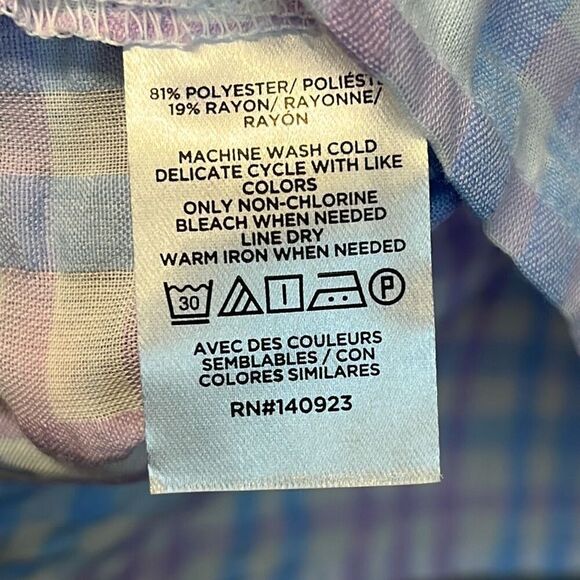 81% POLYESTER/ POLIÉSTE
19% RAYON/ RAYONNE/
RAYÓN
MACHINE WASH COLD
DELICATE CYCLE WITH LIKE
COLORS
ONLY NON-CHLORINE
BLEACH WHEN NEEDED
LINE DRY
WARM IRON WHEN NEEDED
30 P
AVEC DES COULEURS
SEMBLABLES / CON
COLORES SIMILARES
RN#140923